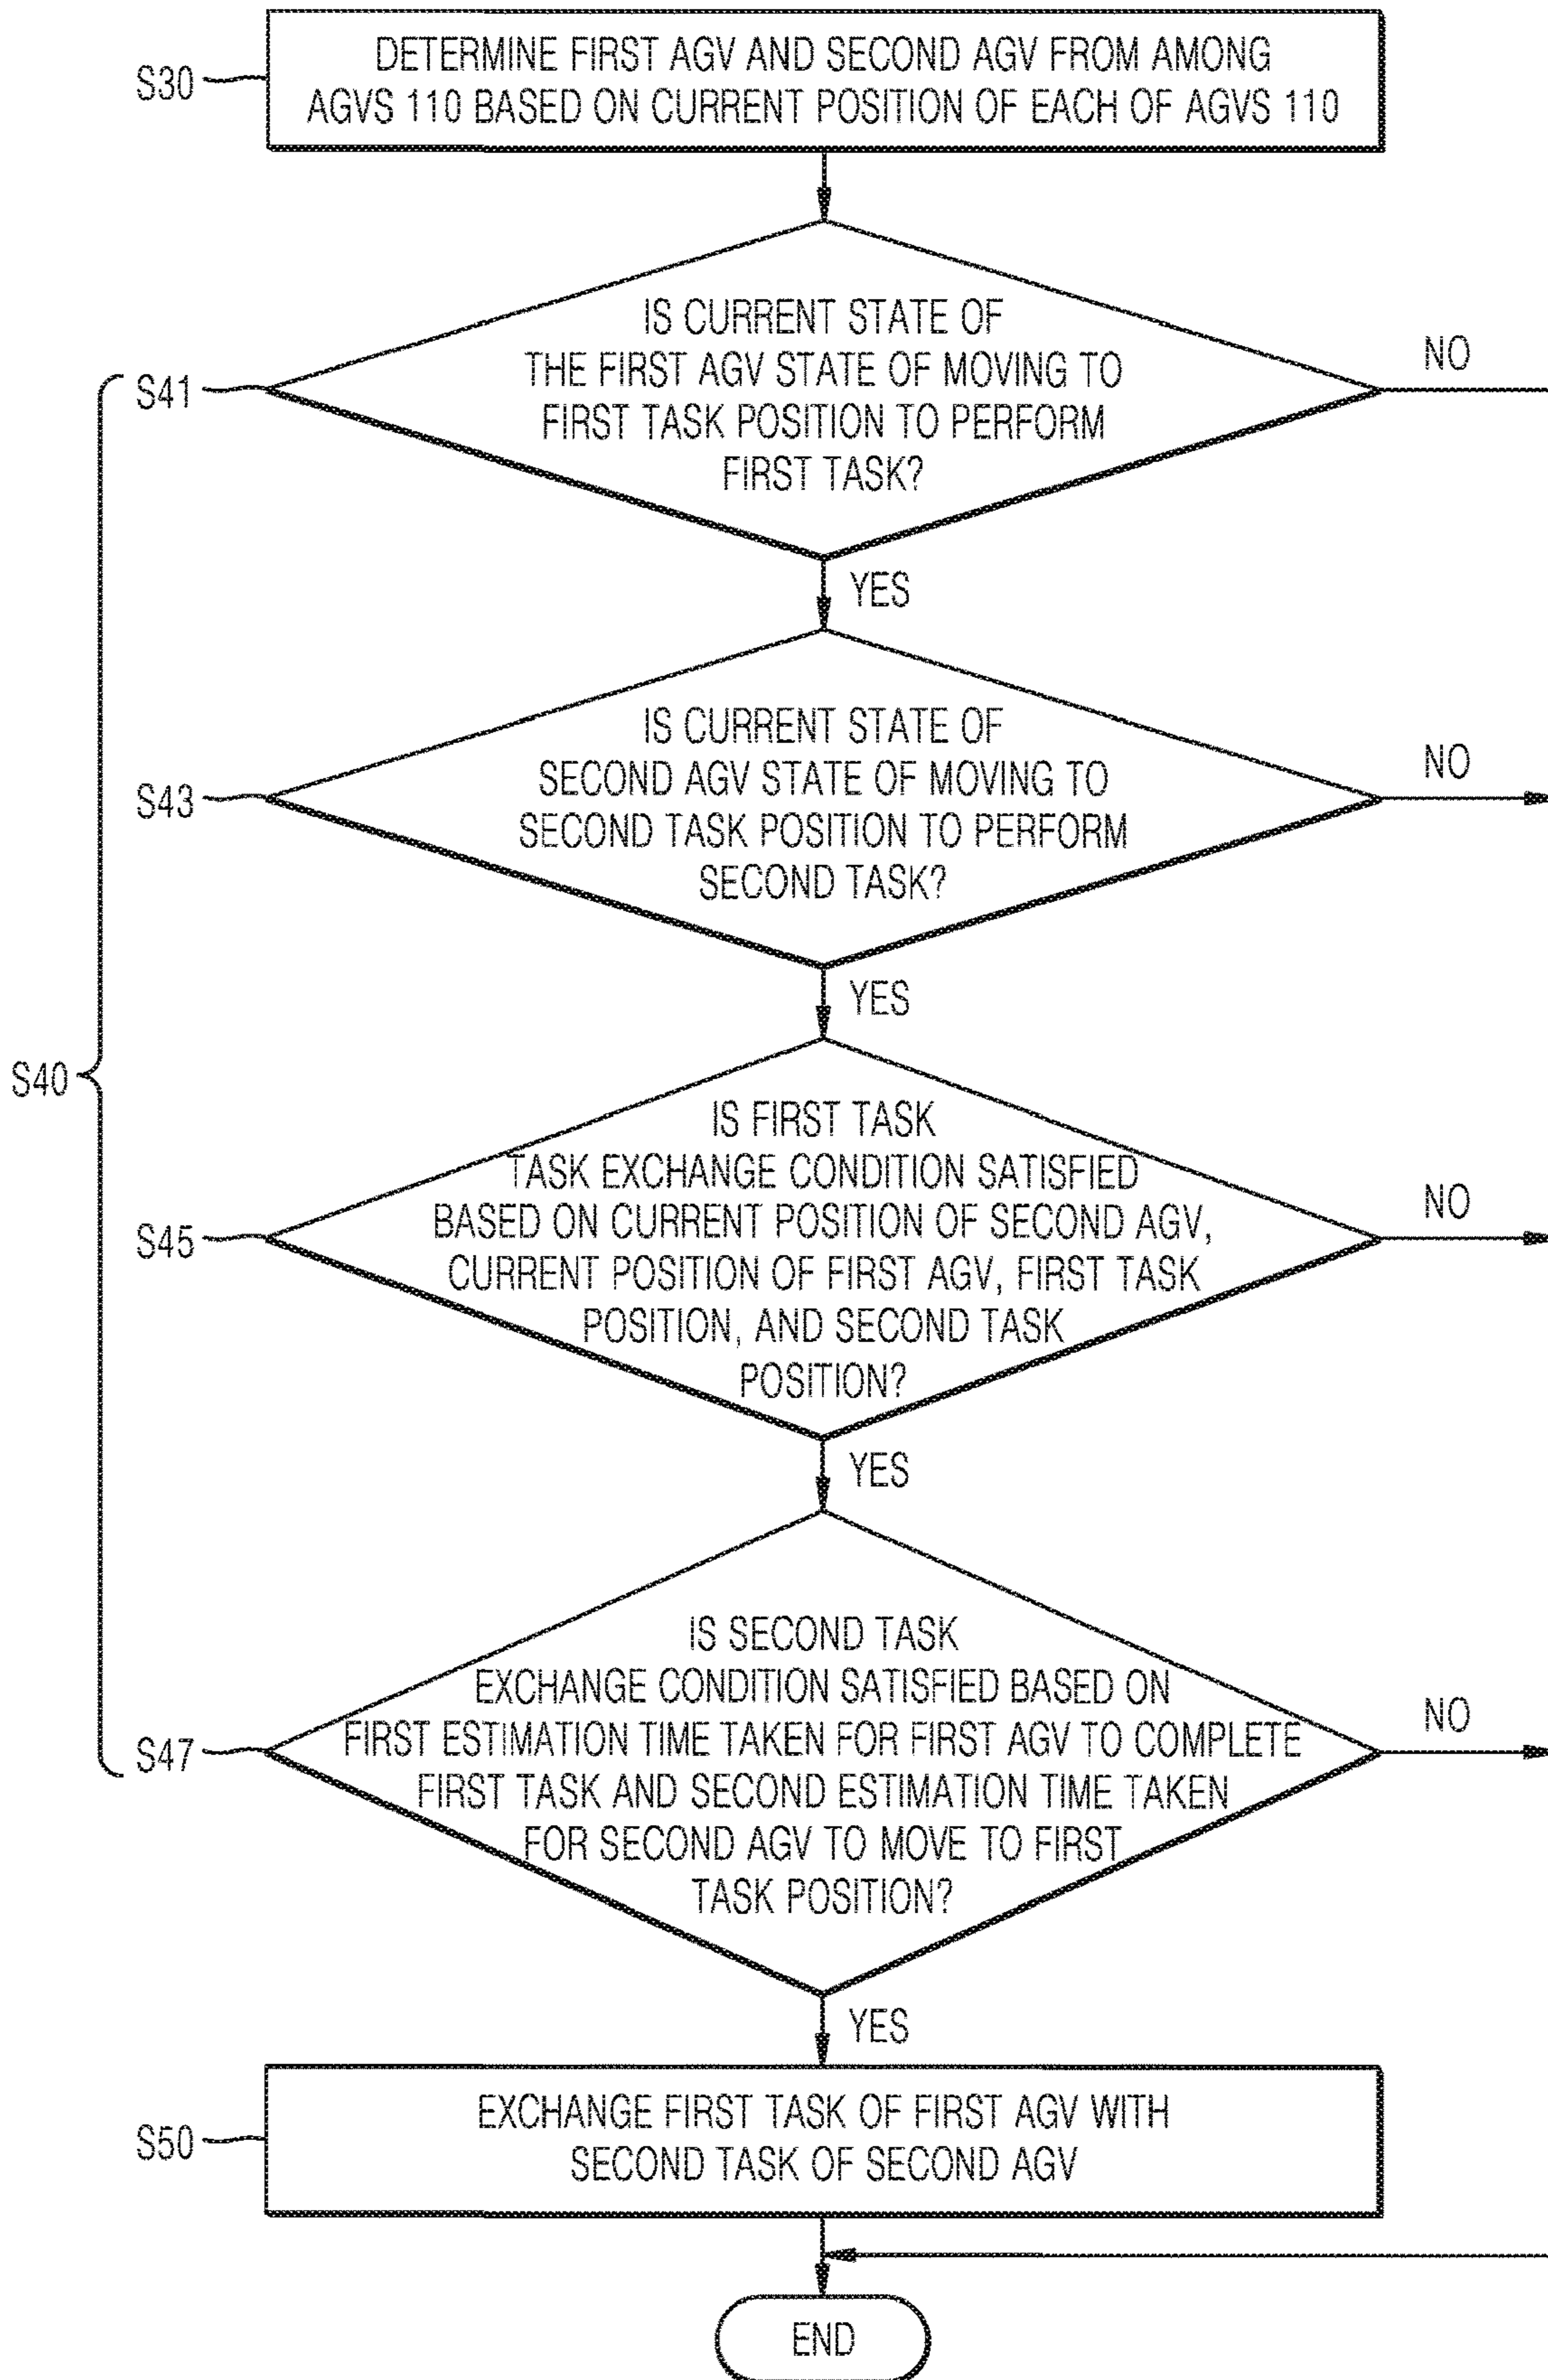 S30
DETERMINE FIRST AGV AND SECOND AGV FROM AMONG
AGVS 110 BASED ON CURRENT POSITION OF EACH OF AGVS 110
S40
S41
IS CURRENT STATE OF
THE FIRST AGV STATE OF MOVING TO
FIRST TASK POSITION TO PERFORM
FIRST TASK?
NO
YES
S43
IS CURRENT STATE OF
SECOND AGV STATE OF MOVING TO
SECOND TASK POSITION TO PERFORM
SECOND TASK?
NO
YES
S45
IS FIRST TASK
TASK EXCHANGE CONDITION SATISFIED
BASED ON CURRENT POSITION OF SECOND AGV,
CURRENT POSITION OF FIRST AGV, FIRST TASK
POSITION, AND SECOND TASK
POSITION?
NO
YES
S47
IS SECOND TASK
EXCHANGE CONDITION SATISFIED BASED ON
FIRST ESTIMATION TIME TAKEN FOR FIRST AGV TO COMPLETE
FIRST TASK AND SECOND ESTIMATION TIME TAKEN
FOR SECOND AGV TO MOVE TO FIRST
TASK POSITION?
NO
YES
S50
EXCHANGE FIRST TASK OF FIRST AGV WITH
SECOND TASK OF SECOND AGV
END